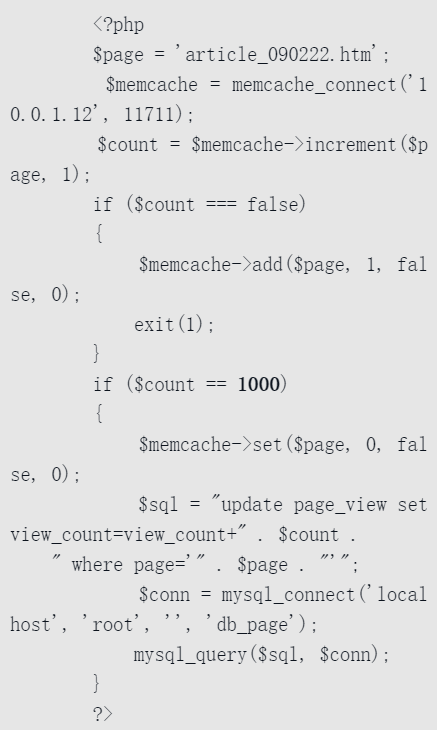 <?php
$page = 'article_090222.htm';
$memcache = memcache_connect('1
0.0.1.12', 11711);
$count = $memcache->increment($p
age, 1);
if ($count === false)
{
$memcache->add($page, 1, fal
se, 0);
exit(1);
}
if ($count == 1000)
{
$memcache->set($page, 0, fal
se, 0);
$sql = "update page_view set
view_count=view_count+" . $count .
" where page='" . $page . "'";
$conn = mysql_connect('local
host', 'root', '', 'db_page');
mysql_query($sql, $conn);
}
?>